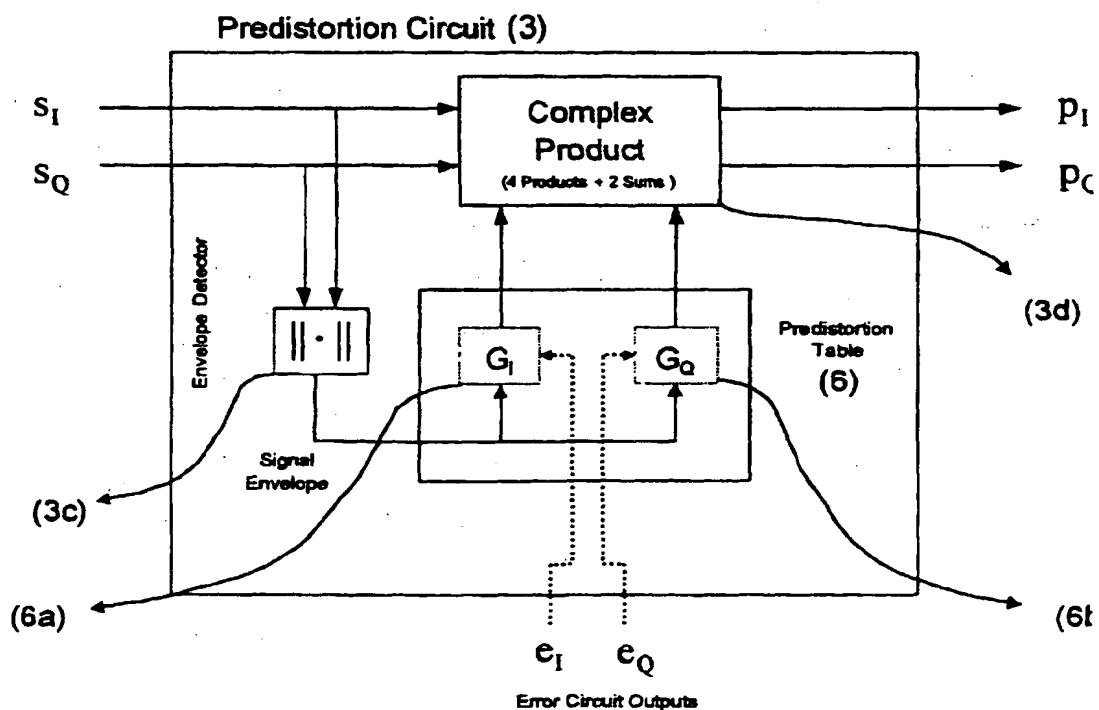 Predistortion Circuit (3)
s_I
s_Q
Complex
Product
(4 Products + 2 Sums)
p_I
p_Q
Envelope Detector
|| · ||
G_I
G_Q
Predistortion
Table
(6)
(3d)
Signal
Envelope
(3c)
(6a)
(6b
e_I
e_Q
Error Circuit Outputs